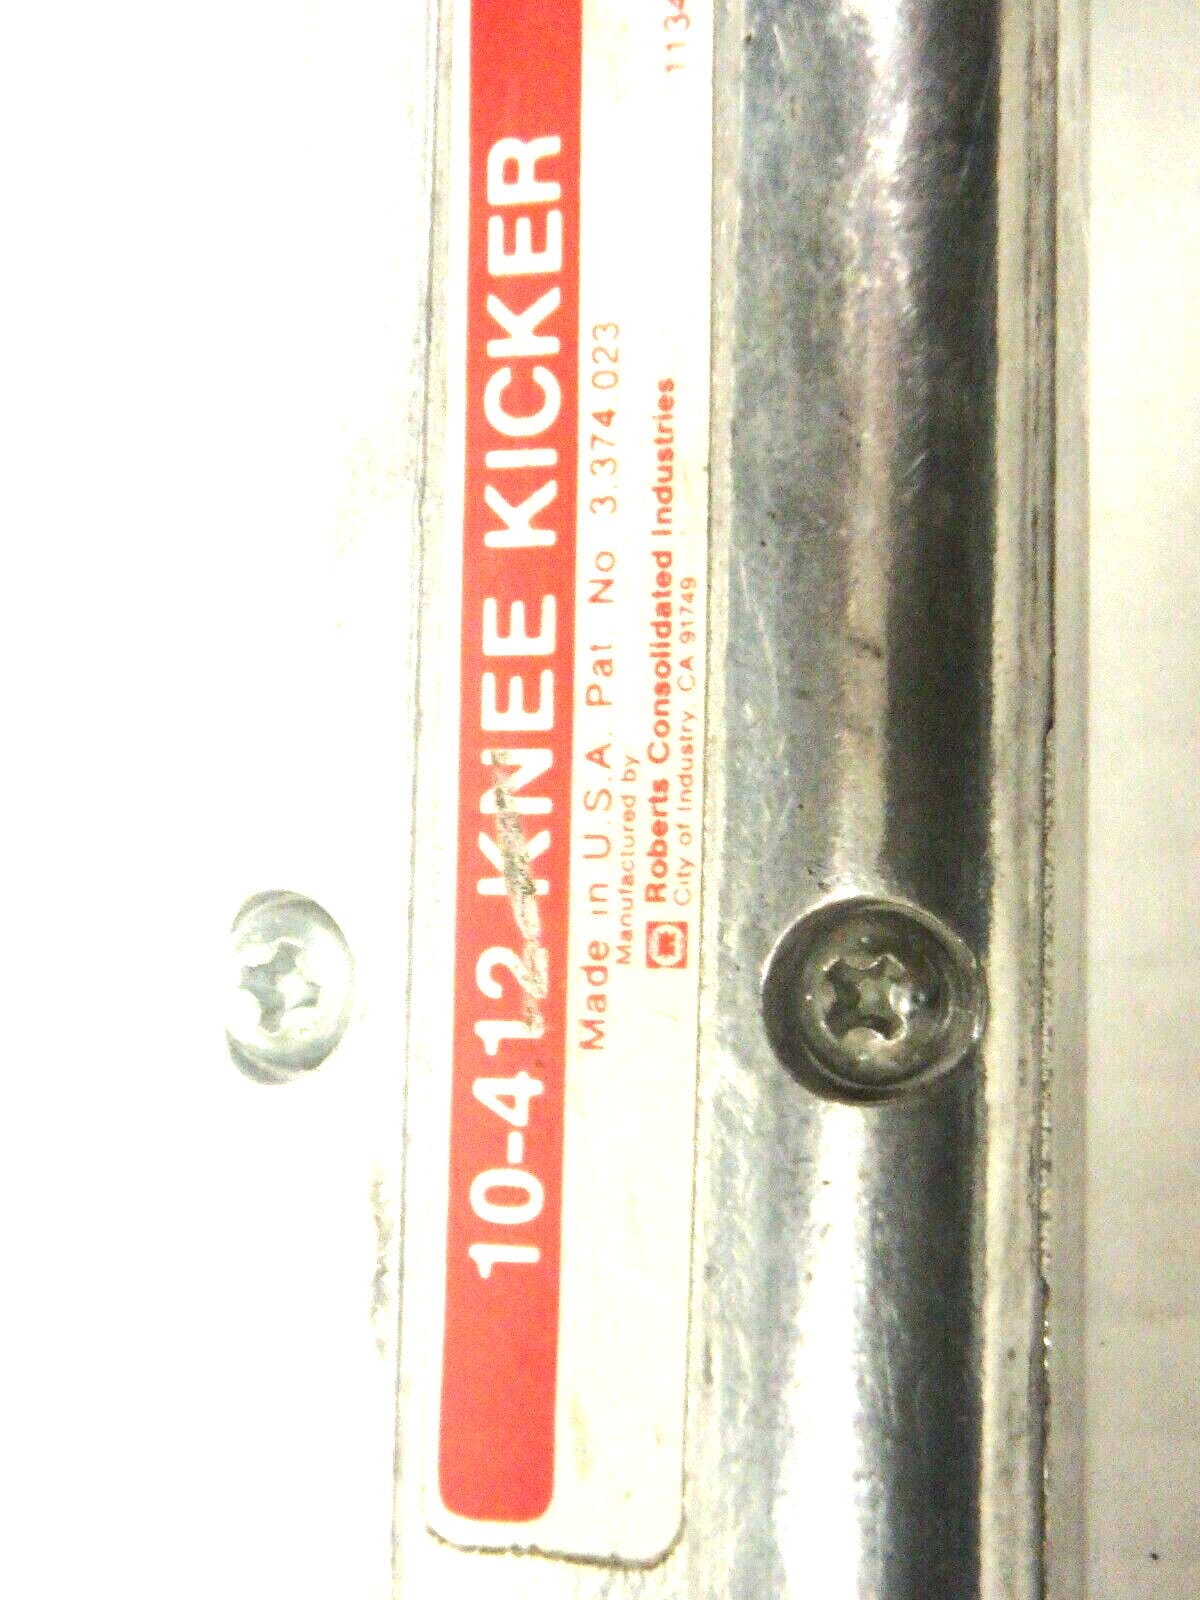 10-412 KNEE KICKER
Made in U.S.A. Pat No 3.374.023
Manufactured by
Roberts Consolidated Industries
City of Industry, CA 91749
1134